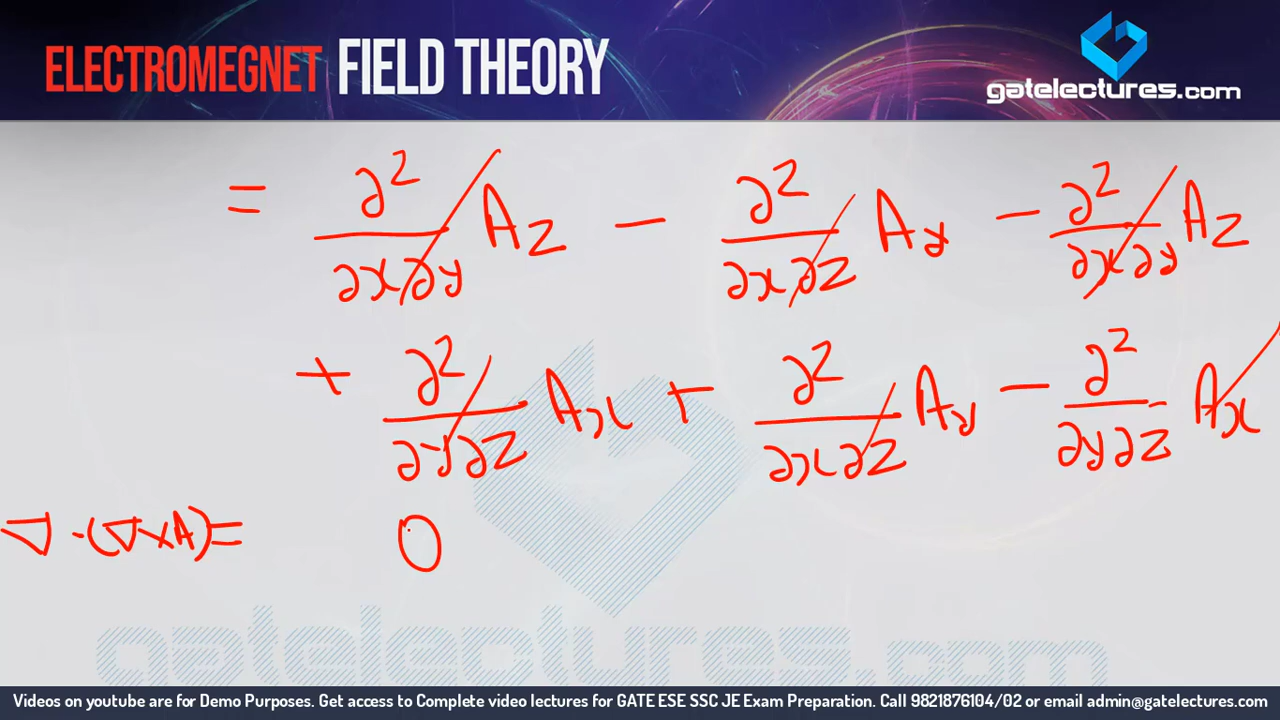 ELECTROMEGNET FIELD THEORY
gatelectures.com
= ∂²/∂x∂y Az − ∂²/∂x∂z Ay − ∂²/∂x∂y Az
+ ∂²/∂y∂z Ax + ∂²/∂x∂z Ay − ∂²/∂y∂z Ax
∇·(∇×A)= 0
gatelectures.com
Videos on youtube are for Demo Purposes. Get access to Complete video lectures for GATE ESE SSC JE Exam Preparation. Call 9821876104/02 or email admin@gatelectures.com